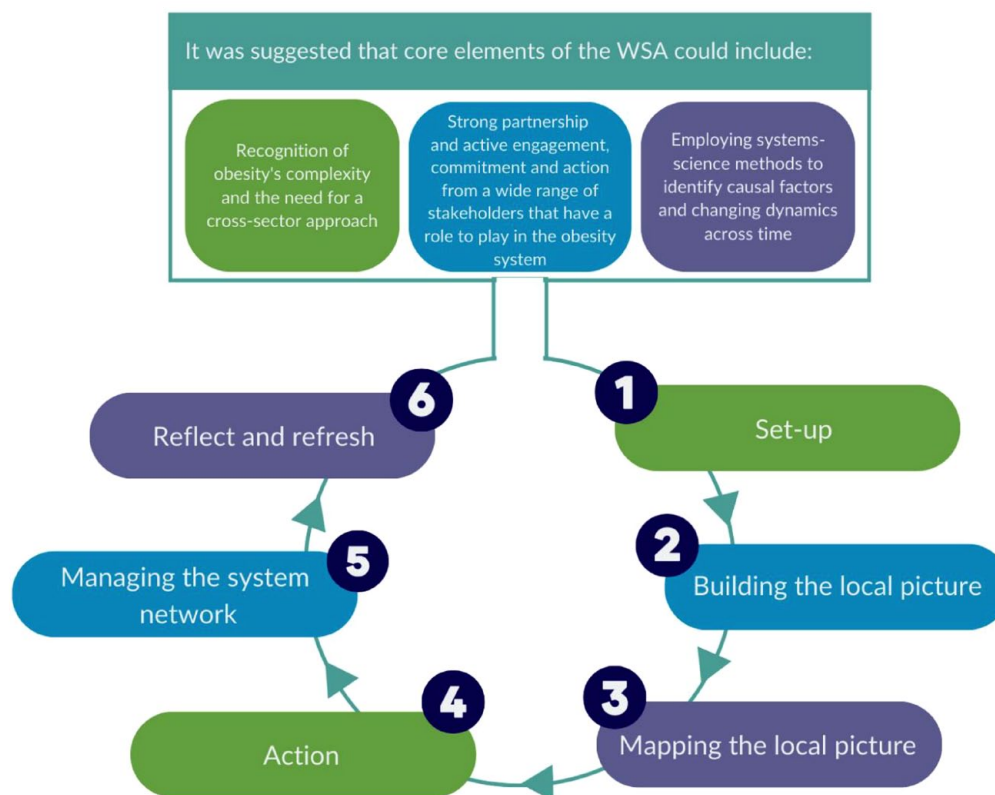 It was suggested that core elements of the WSA could include:
Recognition of
obesity's complexity
and the need for a
cross-sector approach
Strong partnership
and active engagement,
commitment and action
from a wide range of
stakeholders that have a
role to play in the obesity
system
Employing systems-
science methods to
identify causal factors
and changing dynamics
across time
1
Set-up
2
Building the local picture
3
Mapping the local picture
4
Action
5
Managing the system
network
6
Reflect and refresh